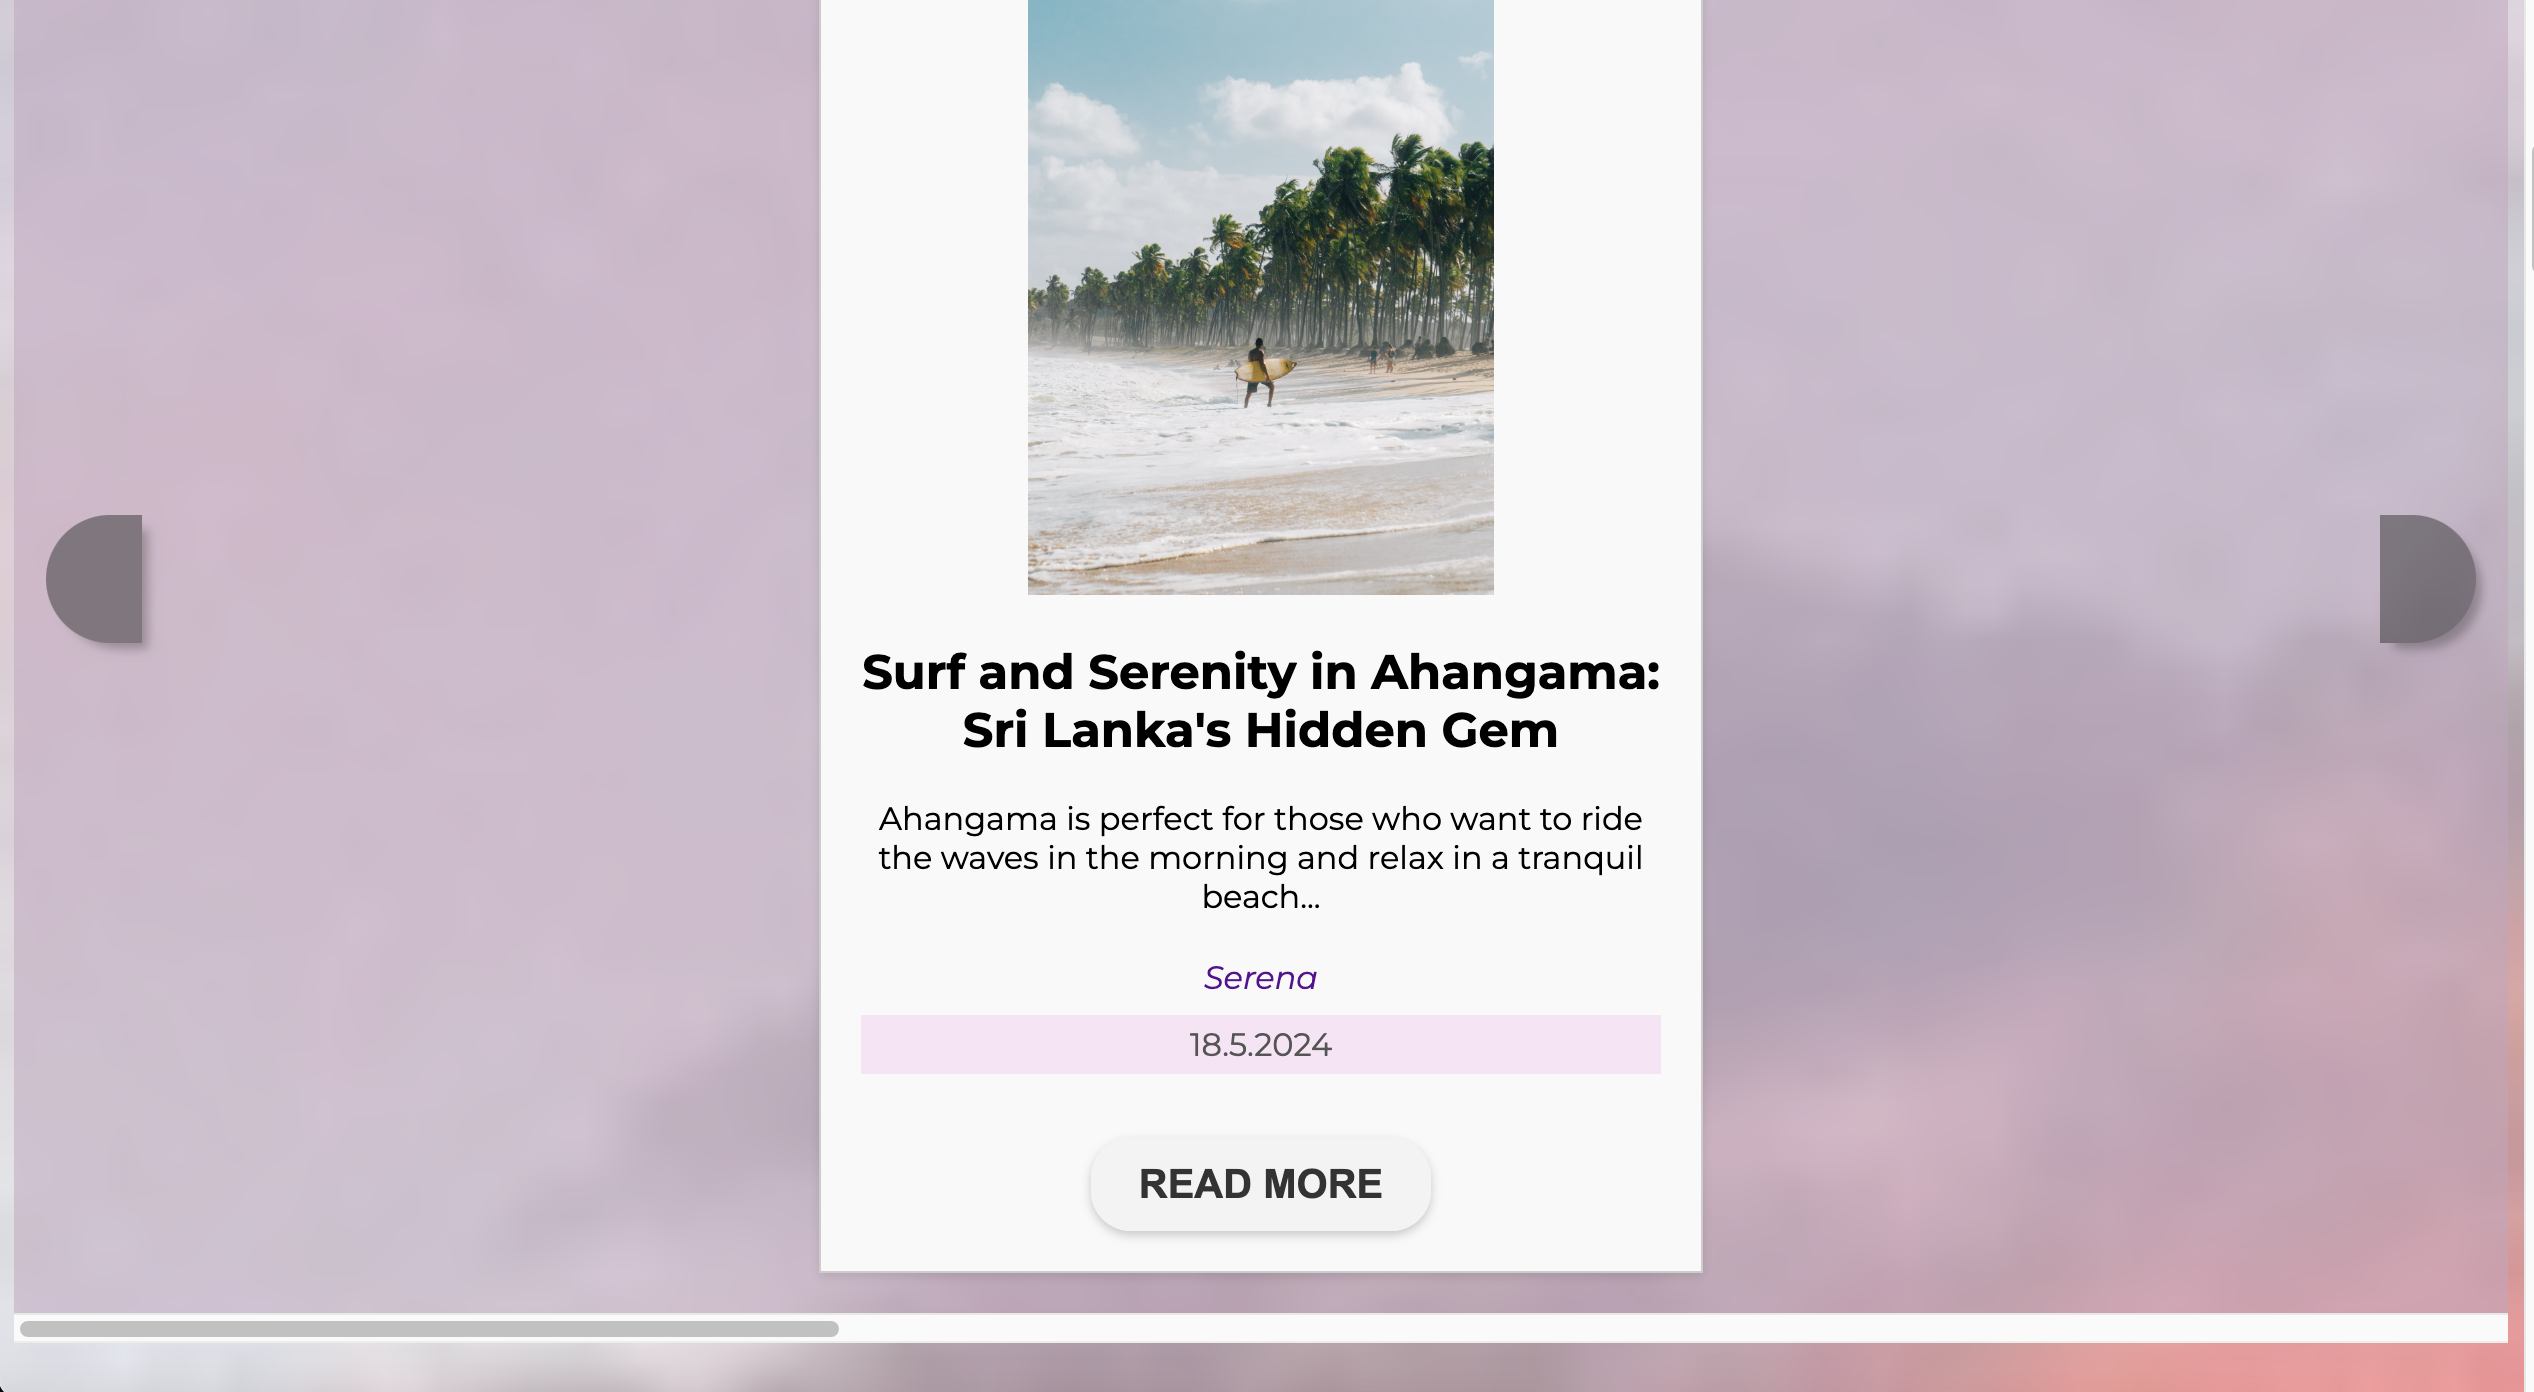 Surf and Serenity in Ahangama:
Sri Lanka's Hidden Gem
Ahangama is perfect for those who want to ride
the waves in the morning and relax in a tranquil
beach...
Serena
18.5.2024
READ MORE